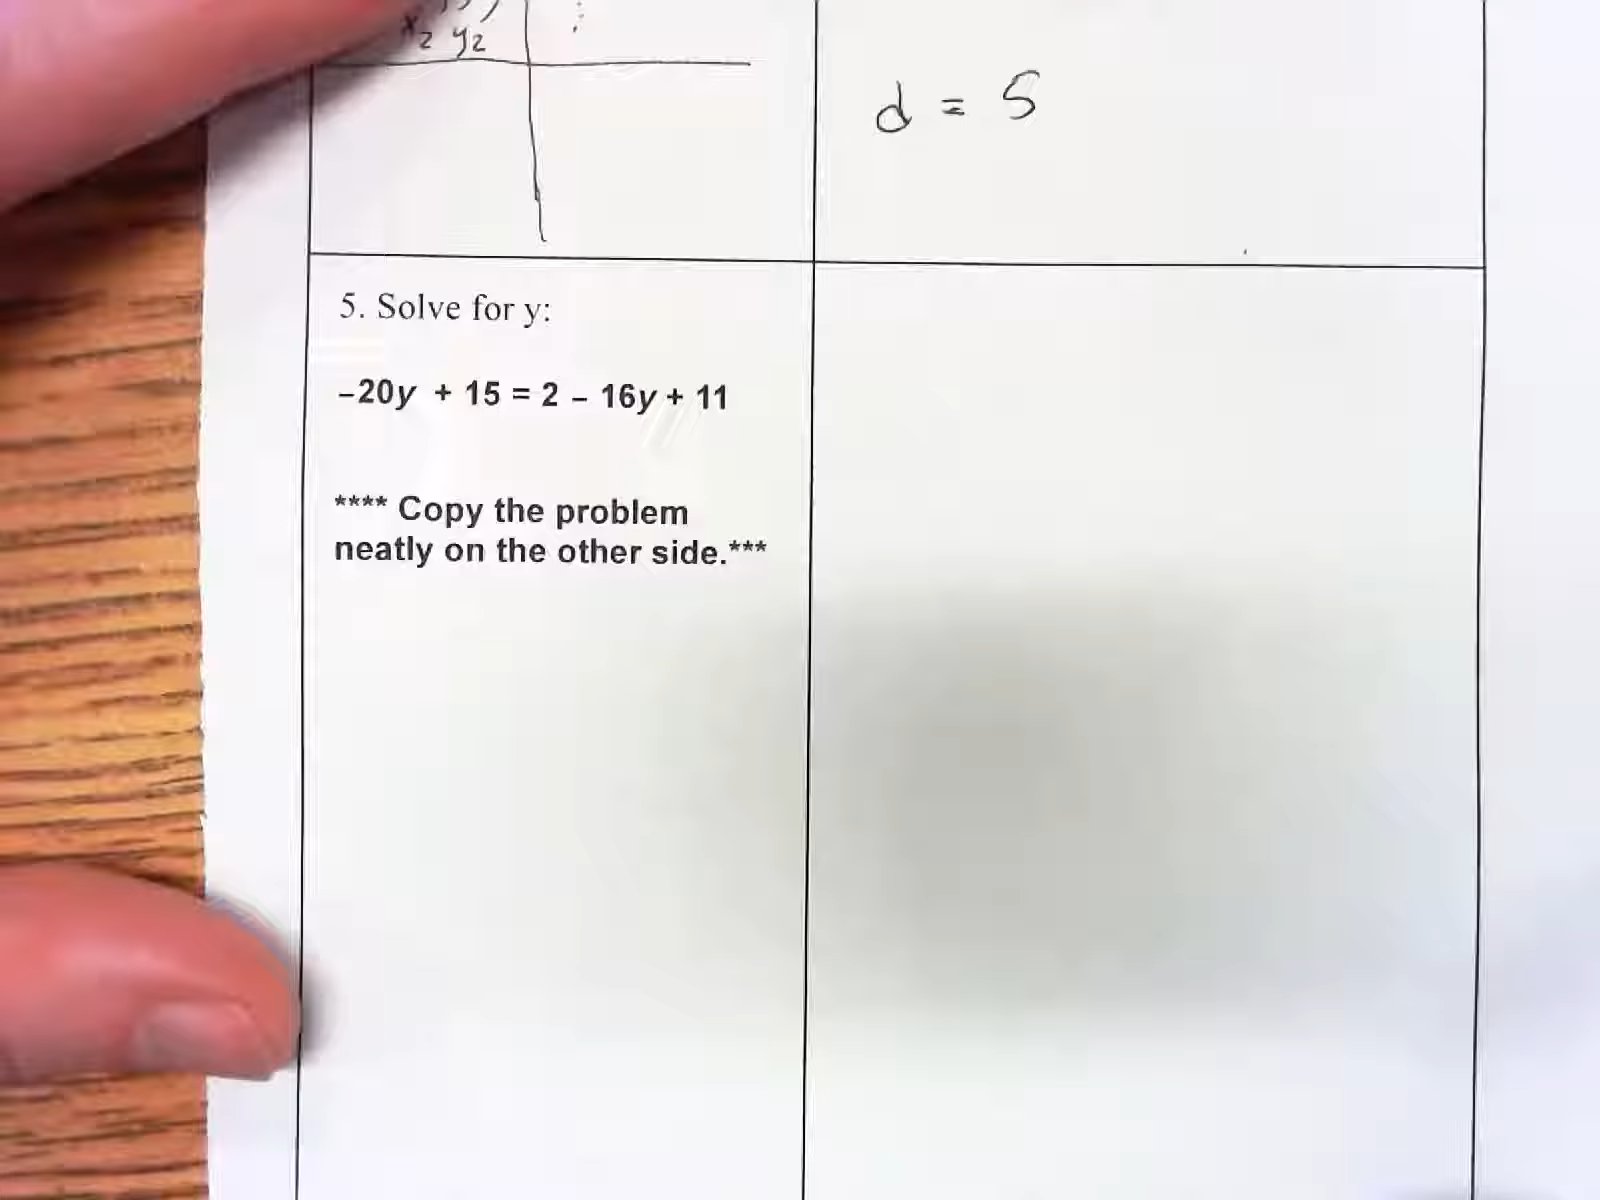 x₂ y₂
d = 5
5. Solve for y:
–20y + 15 = 2 – 16y + 11
**** Copy the problem
neatly on the other side.***